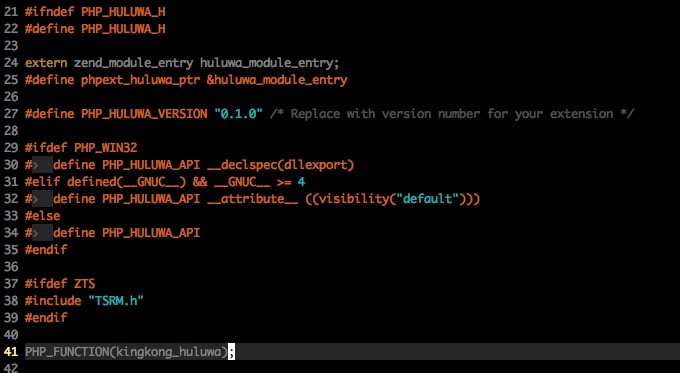 21 #ifndef PHP_HULUWA_H
22 #define PHP_HULUWA_H
23
24 extern zend_module_entry huluwa_module_entry;
25 #define phpext_huluwa_ptr &huluwa_module_entry
26
27 #define PHP_HULUWA_VERSION "0.1.0" /* Replace with version number for your extension */
28
29 #ifdef PHP_WIN32
30 #›  define PHP_HULUWA_API __declspec(dllexport)
31 #elif defined(__GNUC__) && __GNUC__ >= 4
32 #›  define PHP_HULUWA_API __attribute__ ((visibility("default")))
33 #else
34 #›  define PHP_HULUWA_API
35 #endif
36
37 #ifdef ZTS
38 #include "TSRM.h"
39 #endif
40
41 PHP_FUNCTION(kingkong_huluwa);
42